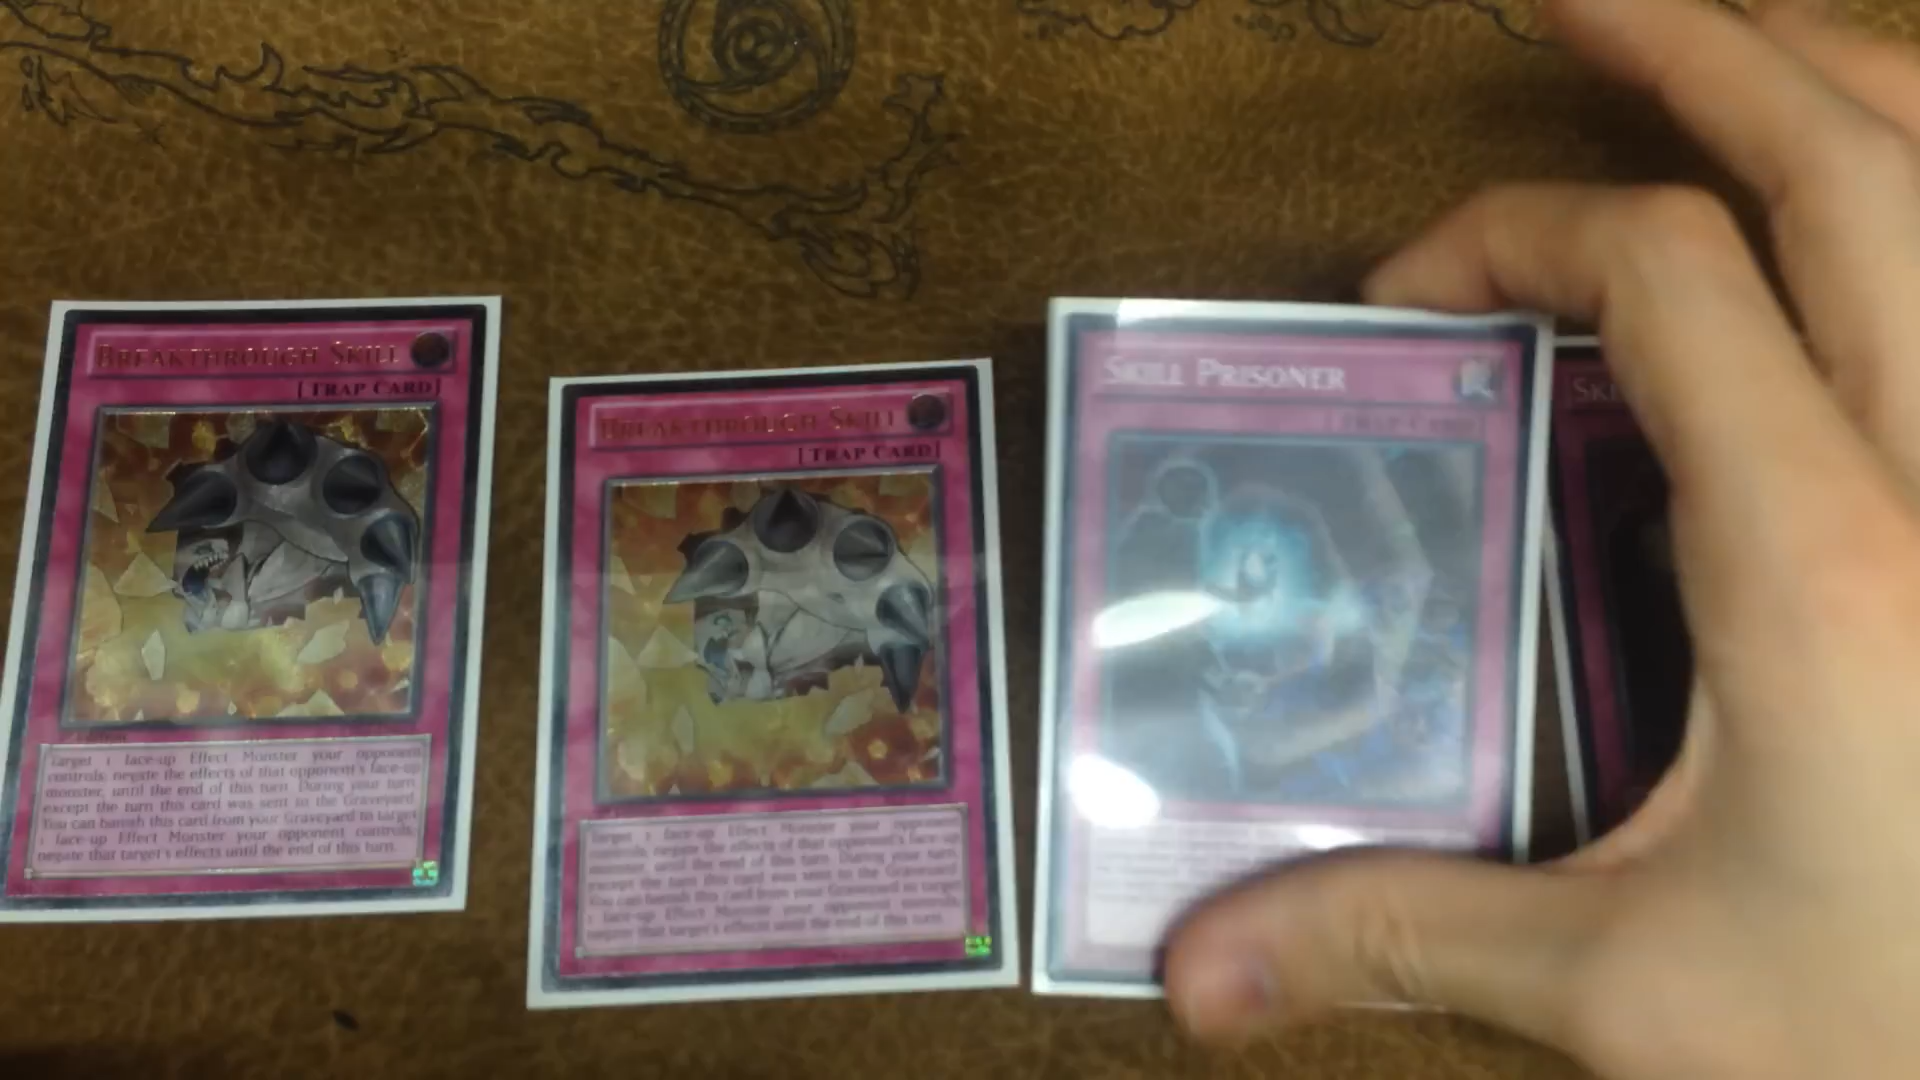 BREAKTHROUGH SKILL
[TRAP CARD]
Target 1 face-up Effect Monster your opponent
controls; negate the effects of that opponent's face-up
monster, until the end of this turn. During your turn,
except the turn this card was sent to the Graveyard:
You can banish this card from your Graveyard to target
1 face-up Effect Monster your opponent controls;
negate that target's effects until the end of this turn.
BREAKTHROUGH SKILL
[TRAP CARD]
Target 1 face-up Effect Monster your opponent
controls; negate the effects of that opponent's face-up
monster, until the end of this turn. During your turn,
except the turn this card was sent to the Graveyard:
You can banish this card from your Graveyard to target
1 face-up Effect Monster your opponent controls;
negate that target's effects until the end of this turn.
SKILL PRISONER
[TRAP CARD]